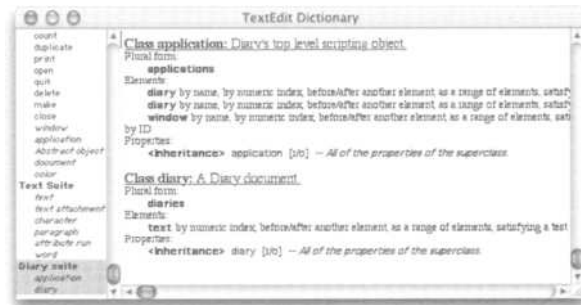 TextEdit Dictionary
count
duplicate
print
open
quit
delete
make
close
window
application
Abstract object
document
color
Text Suite
text
text attachment
character
paragraph
attribute run
word
Diary suite
application
diary
Class application: Diary's top level scripting object.
Plural form:
applications
Elements:
diary by name, by numeric index, before/after another element, as a range of elements, satisfy
diary by name, by numeric index, before/after another element, as a range of elements, satisfy
window by name, by numeric index, before/after another element, as a range of elements, sati
by ID
Properties:
<Inheritance> application [r/o] -- All of the properties of the superclass.
Class diary: A Diary document
Plural form:
diaries
Elements:
text by numeric index, before/after another element, as a range of elements, satisfying a test
Properties:
<Inheritance> diary [r/o] -- All of the properties of the superclass.